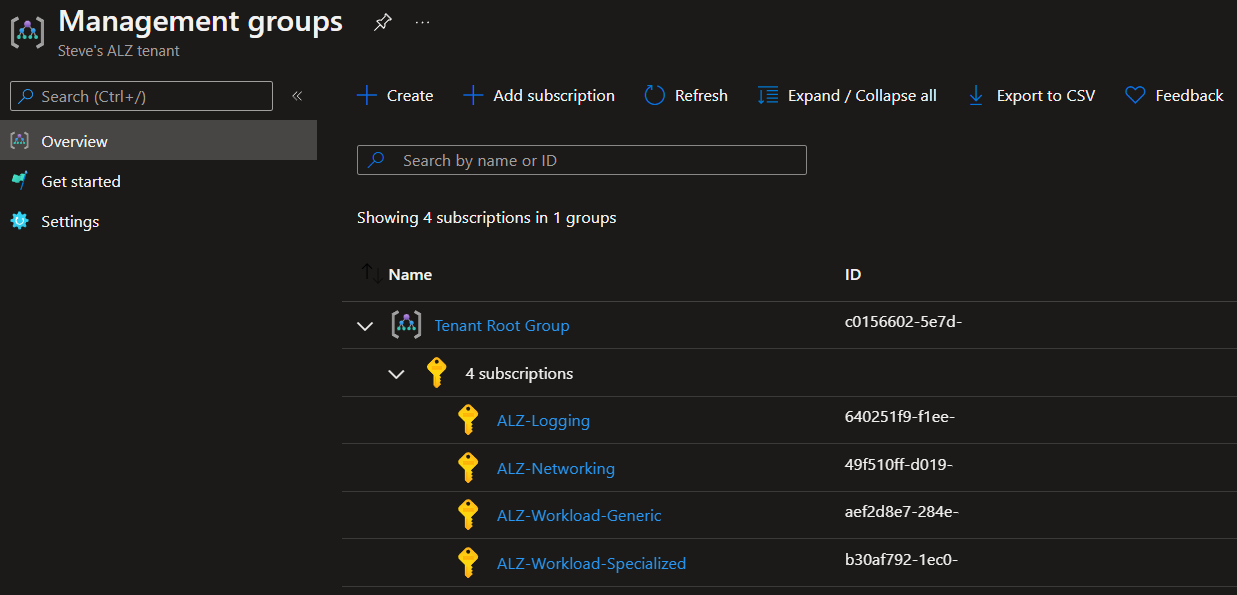 Management groups
Steve's ALZ tenant
Search (Ctrl+/)
Overview
Get started
Settings
Create Add subscription Refresh Expand / Collapse all Export to CSV Feedback
Search by name or ID
Showing 4 subscriptions in 1 groups
Name ID
Tenant Root Group c0156602-5e7d-
4 subscriptions
ALZ-Logging 640251f9-f1ee-
ALZ-Networking 49f510ff-d019-
ALZ-Workload-Generic aef2d8e7-284e-
ALZ-Workload-Specialized b30af792-1ec0-